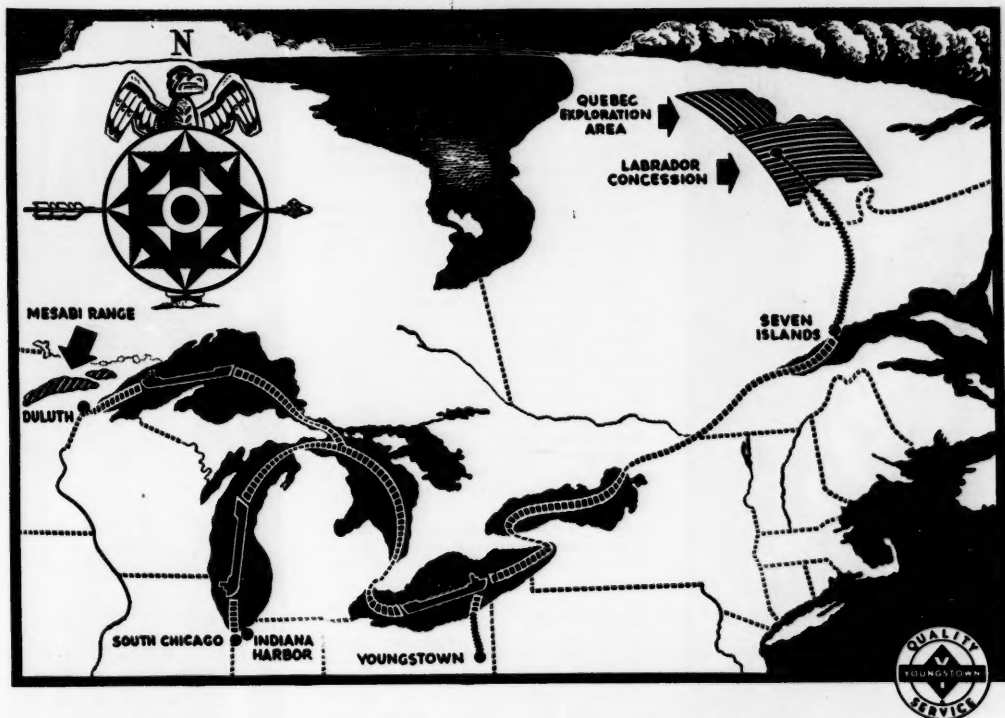 N
QUEBEC
EXPLORATION
AREA
LABRADOR
CONCESSION
MESABI RANGE
SEVEN
ISLANDS
DULUTH
SOUTH CHICAGO
INDIANA
HARBOR
YOUNGSTOWN
QUALITY
YOUNGSTOWN
SERVICE